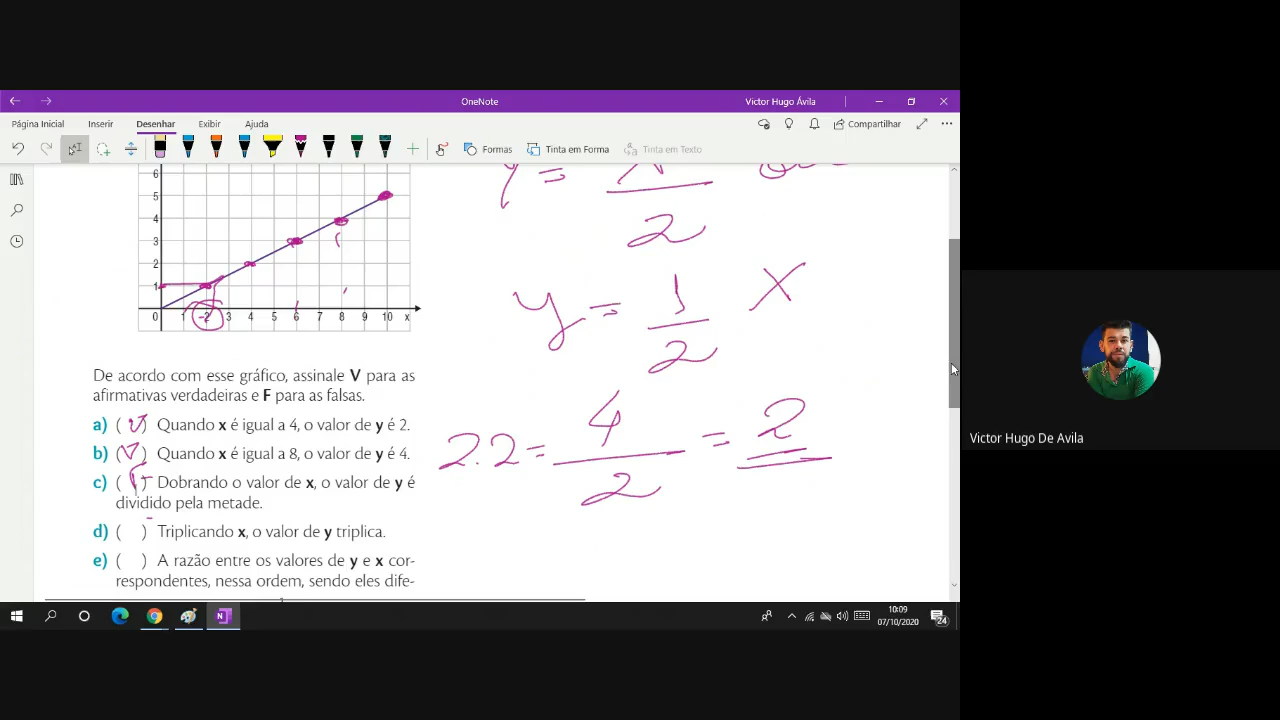 OneNote
Victor Hugo Ávila
Página Inicial Inserir Desenhar Exibir Ajuda
Compartilhar
Formas Tinta em Forma Tinta em Texto
6
5
4
3
2
1
0 1 2 3 4 5 6 7 8 9 10 x
y =
2
y = 1 x
2
2.2 = 4 = 2
2
De acordo com esse gráfico, assinale V para as
afirmativas verdadeiras e F para as falsas.
a) ( V ) Quando x é igual a 4, o valor de y é 2.
b) ( V ) Quando x é igual a 8, o valor de y é 4.
c) ( F ) Dobrando o valor de x, o valor de y é
dividido pela metade.
d) ( ) Triplicando x, o valor de y triplica.
e) ( ) A razão entre os valores de y e x cor-
respondentes, nessa ordem, sendo eles dife-
Victor Hugo De Avila
10:09
07/10/2020
24